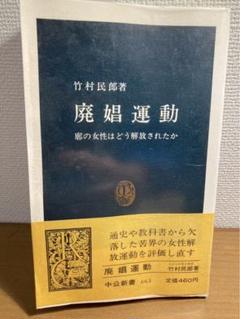 竹村民郎著
廃娼運動
廓の女性はどう解放されたか
通史や教科書から欠
落した苦界の女性解
放運動を評価し直す
廃娼運動
竹村民郎著
中公新書 663
定価460円